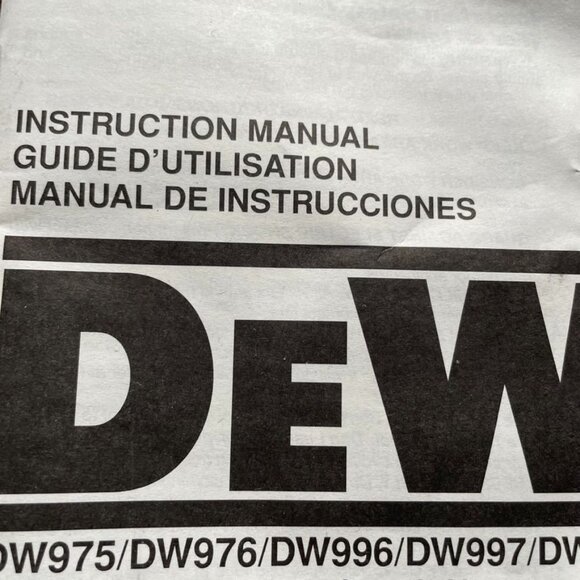 INSTRUCTION MANUAL
GUIDE D'UTILISATION
MANUAL DE INSTRUCCIONES
DEW
DW975/DW976/DW996/DW997/DW